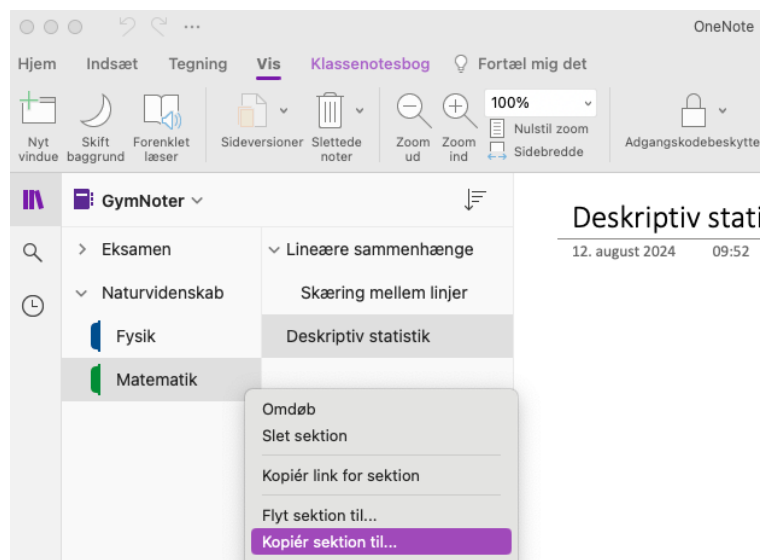 OneNote
Hjem Indsæt Tegning Vis Klassenotesbog Fortæl mig det
Nyt vindue
Skift baggrund
Forenklet læser
Sideversioner
Slettede noter
Zoom ud
Zoom ind
100%
Nulstil zoom
Sidebredde
Adgangskodebeskytte
GymNoter
Eksamen
Naturvidenskab
Fysik
Matematik
Lineære sammenhænge
Skæring mellem linjer
Deskriptiv statistik
Deskriptiv stati
12. august 2024 09:52
Omdøb
Slet sektion
Kopiér link for sektion
Flyt sektion til...
Kopiér sektion til...